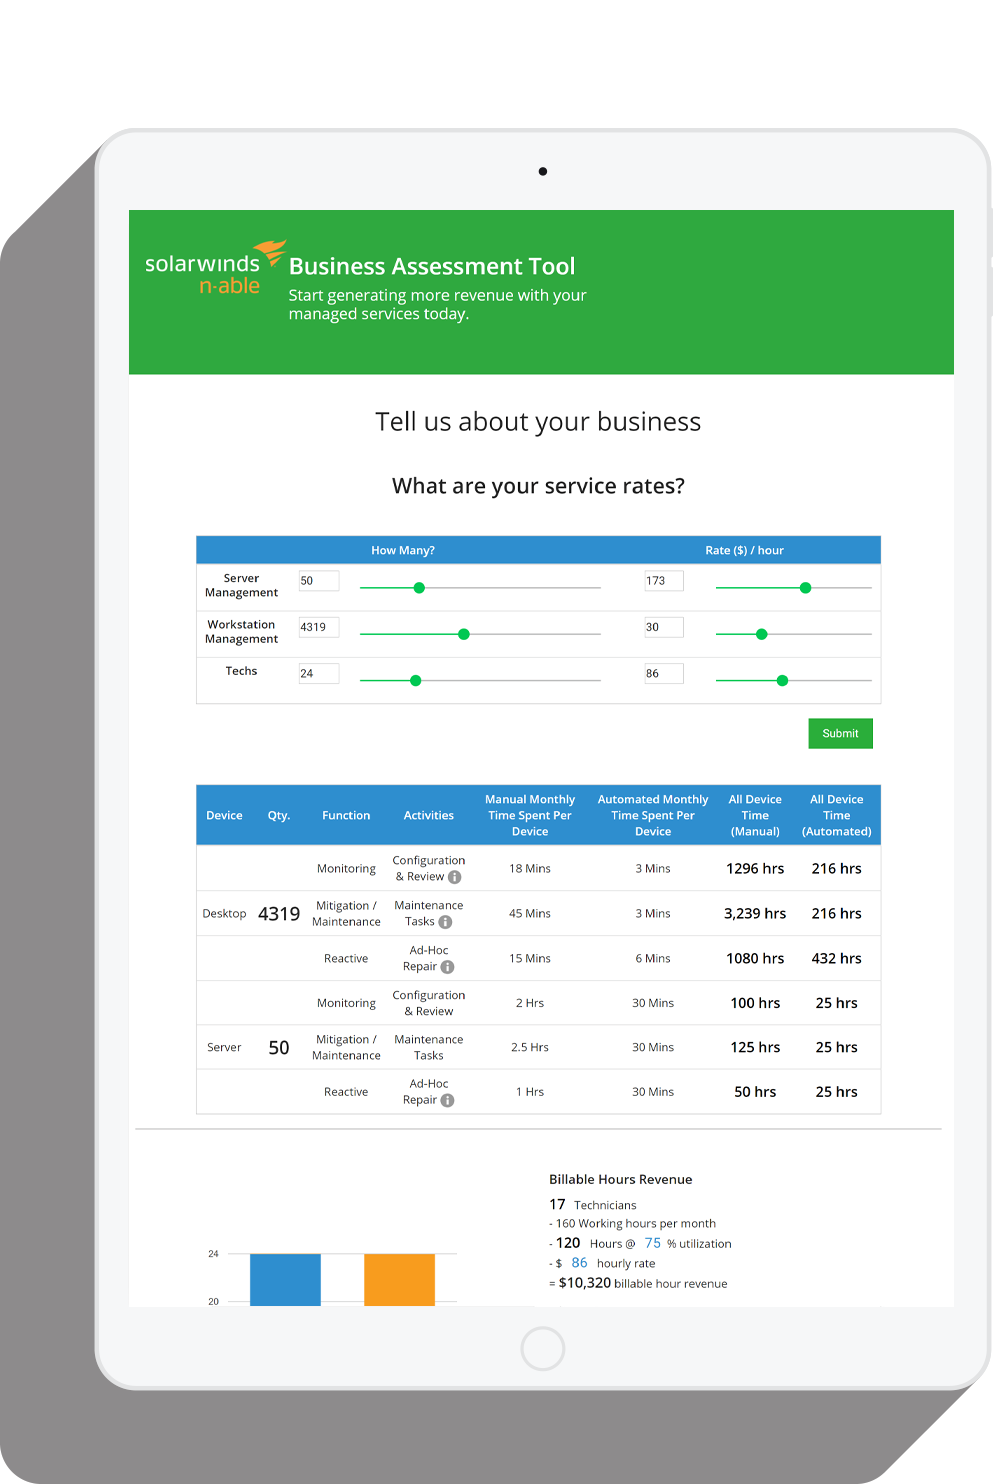 solarwinds
n-able
Business Assessment Tool
Start generating more revenue with your
managed services today.
Tell us about your business
What are your service rates?
How Many? Rate ($) / hour
Server
Management 50 173
Workstation
Management 4319 30
Techs 24 86
Submit
Device Qty. Function Activities Manual Monthly
Time Spent Per
Device Automated Monthly
Time Spent Per
Device All Device
Time
(Manual) All Device
Time
(Automated)
Monitoring Configuration
& Review 18 Mins 3 Mins 1296 hrs 216 hrs
Desktop 4319 Mitigation /
Maintenance Maintenance
Tasks 45 Mins 3 Mins 3,239 hrs 216 hrs
Reactive Ad-Hoc
Repair 15 Mins 6 Mins 1080 hrs 432 hrs
Monitoring Configuration
& Review 2 Hrs 30 Mins 100 hrs 25 hrs
Server 50 Mitigation /
Maintenance Maintenance
Tasks 2.5 Hrs 30 Mins 125 hrs 25 hrs
Reactive Ad-Hoc
Repair 1 Hrs 30 Mins 50 hrs 25 hrs
24
20
Billable Hours Revenue
17 Technicians
- 160 Working hours per month
- 120 Hours @ 75 % utilization
- $ 86 hourly rate
= $10,320 billable hour revenue